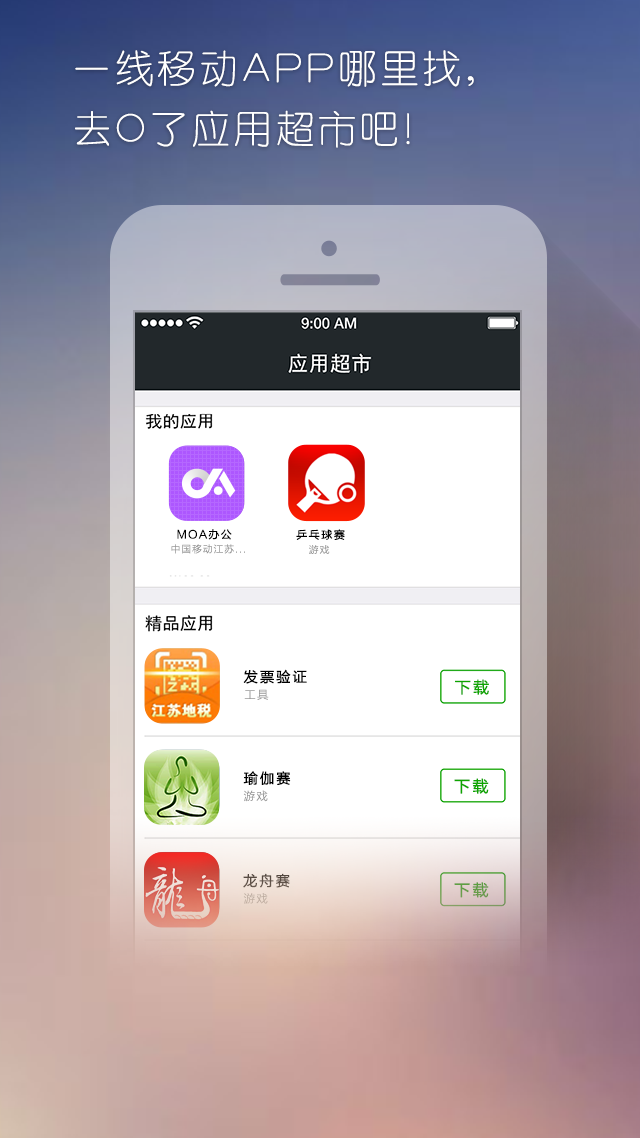 一线移动APP哪里找，
去O了应用超市吧！
9:00 AM
应用超市
我的应用
MOA办公
中国移动江苏...
乒乓球赛
游戏
精品应用
江苏地税
发票验证
工具
下载
瑜伽赛
游戏
下载
龍舟
龙舟赛
游戏
下载